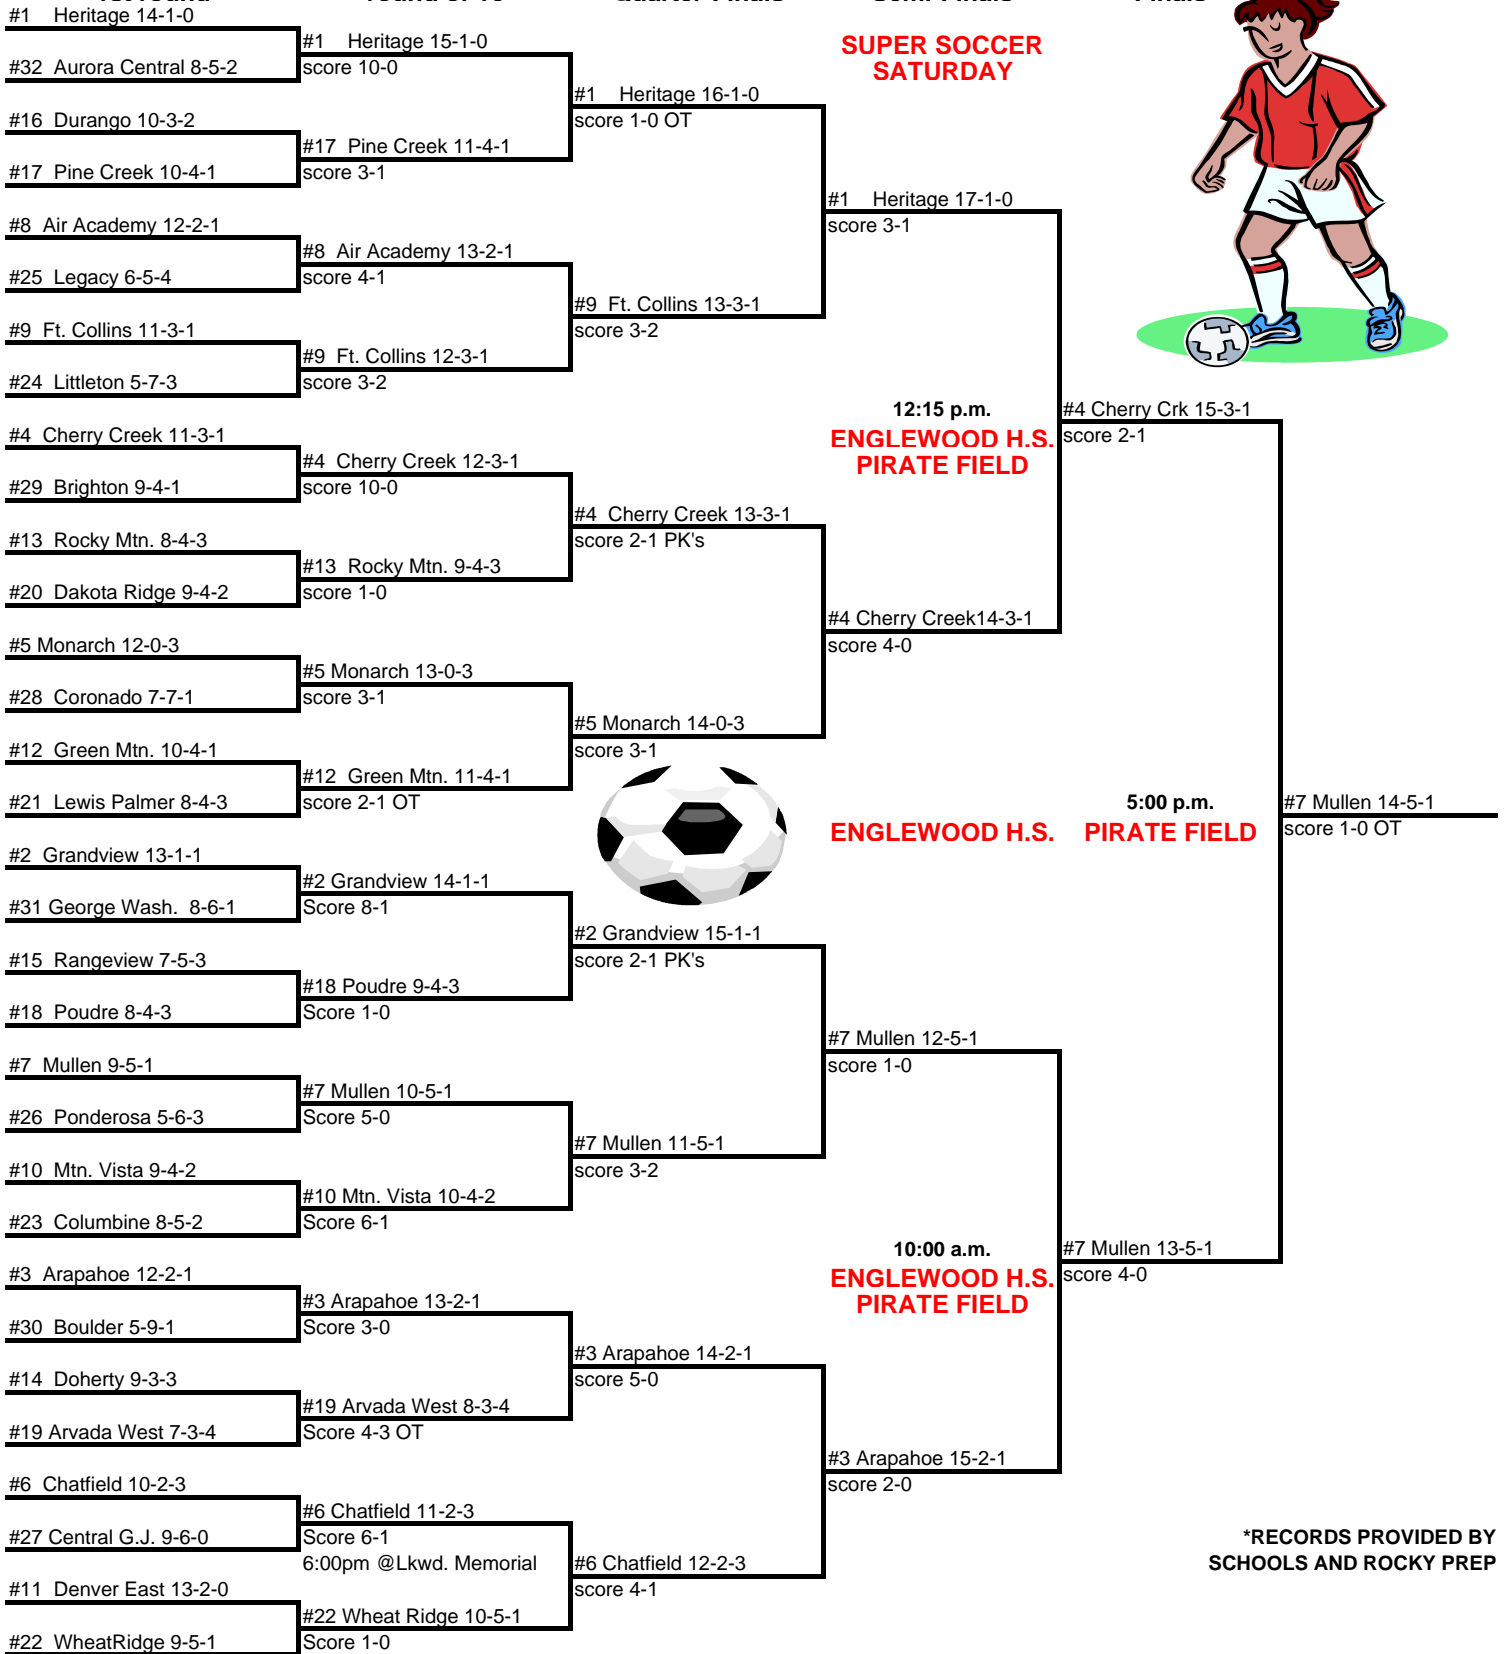 #1 Heritage 14-1-0
#32 Aurora Central 8-5-2
#16 Durango 10-3-2
#17 Pine Creek 10-4-1
#8 Air Academy 12-2-1
#25 Legacy 6-5-4
#9 Ft. Collins 11-3-1
#24 Littleton 5-7-3
#4 Cherry Creek 11-3-1
#29 Brighton 9-4-1
#13 Rocky Mtn. 8-4-3
#20 Dakota Ridge 9-4-2
#5 Monarch 12-0-3
#28 Coronado 7-7-1
#12 Green Mtn. 10-4-1
#21 Lewis Palmer 8-4-3
#2 Grandview 13-1-1
#31 George Wash. 8-6-1
#15 Rangeview 7-5-3
#18 Poudre 8-4-3
#7 Mullen 9-5-1
#26 Ponderosa 5-6-3
#10 Mtn. Vista 9-4-2
#23 Columbine 8-5-2
#3 Arapahoe 12-2-1
#30 Boulder 5-9-1
#14 Doherty 9-3-3
#19 Arvada West 7-3-4
#6 Chatfield 10-2-3
#27 Central G.J. 9-6-0
#11 Denver East 13-2-0
#22 WheatRidge 9-5-1
#1 Heritage 15-1-0
score 10-0
#17 Pine Creek 11-4-1
score 3-1
#8 Air Academy 13-2-1
score 4-1
#9 Ft. Collins 12-3-1
score 3-2
#4 Cherry Creek 12-3-1
score 10-0
#13 Rocky Mtn. 9-4-3
score 1-0
#5 Monarch 13-0-3
score 3-1
#12 Green Mtn. 11-4-1
score 2-1 OT
#2 Grandview 14-1-1
Score 8-1
#18 Poudre 9-4-3
Score 1-0
#7 Mullen 10-5-1
Score 5-0
#10 Mtn. Vista 10-4-2
Score 6-1
#3 Arapahoe 13-2-1
Score 3-0
#19 Arvada West 8-3-4
Score 4-3 OT
#6 Chatfield 11-2-3
Score 6-1
6:00pm @Lkwd. Memorial
#22 Wheat Ridge 10-5-1
Score 1-0
#1 Heritage 16-1-0
score 1-0 OT
#9 Ft. Collins 13-3-1
score 3-2
#4 Cherry Creek 13-3-1
score 2-1 PK's
#5 Monarch 14-0-3
score 3-1
#2 Grandview 15-1-1
score 2-1 PK's
#7 Mullen 11-5-1
score 3-2
#3 Arapahoe 14-2-1
score 5-0
#6 Chatfield 12-2-3
score 4-1
SUPER SOCCER
SATURDAY
#1 Heritage 17-1-0
score 3-1
12:15 p.m.
ENGLEWOOD H.S.
PIRATE FIELD
#4 Cherry Creek14-3-1
score 4-0
ENGLEWOOD H.S.
#7 Mullen 12-5-1
score 1-0
10:00 a.m.
ENGLEWOOD H.S.
PIRATE FIELD
#3 Arapahoe 15-2-1
score 2-0
#4 Cherry Crk 15-3-1
score 2-1
5:00 p.m.
PIRATE FIELD
#7 Mullen 13-5-1
score 4-0
#7 Mullen 14-5-1
score 1-0 OT
*RECORDS PROVIDED BY
SCHOOLS AND ROCKY PREP